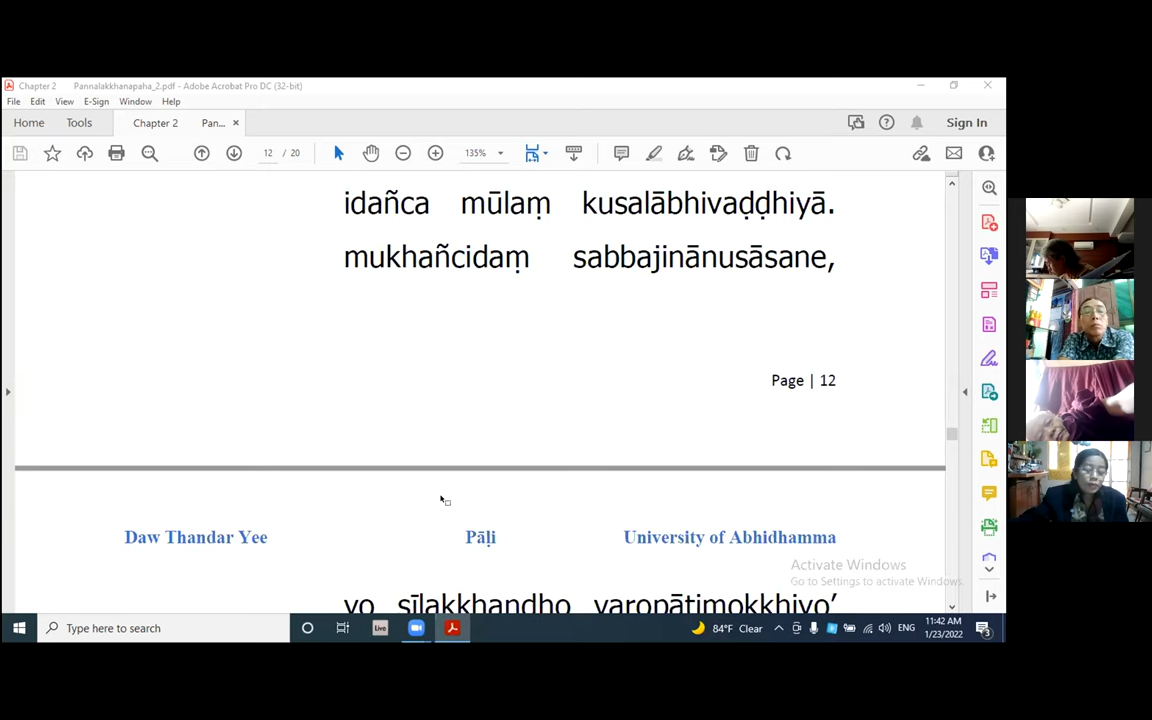 Chapter 2 Pannalakkhanapaha_2.pdf - Adobe Acrobat Pro DC (32-bit)
File Edit View E-Sign Window Help
Home Tools Chapter 2 Pan... × Sign In
12 / 20 135%
idañca mūlaṃ kusalābhivaḍḍhiyā.
mukhañcidaṃ sabbajinānusāsane,
Page | 12
Daw Thandar Yee Pāḷi University of Abhidhamma
Activate Windows
Go to Settings to activate Windows.
yo sīlakkhandho varopātimokkhiyo’
Type here to search Live 84°F Clear ENG 11:42 AM
1/23/2022 3